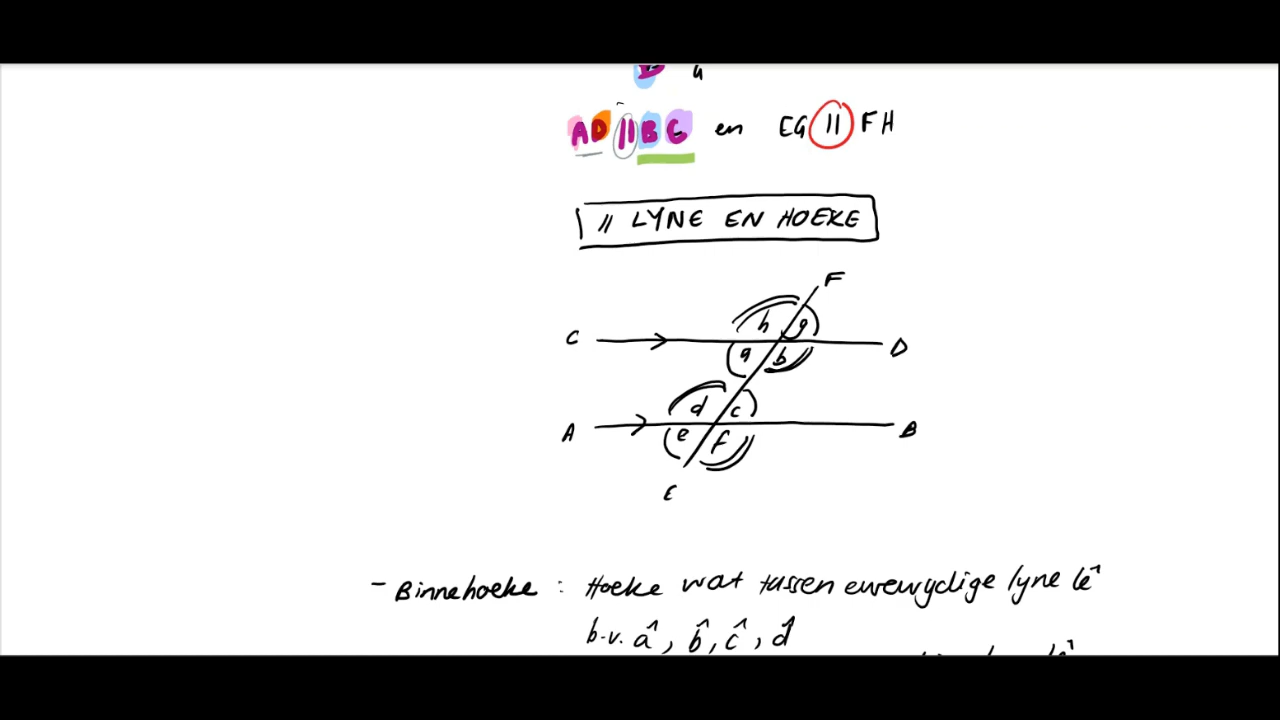 AD || BC en EG || FH
|| LYNE EN HOEKE
F
h g
C D
a b
d c
A B
e f
E
- Binnehoeke : Hoeke wat tussen ewewydige lyne lê
b.v. â, b̂, ĉ, d̂